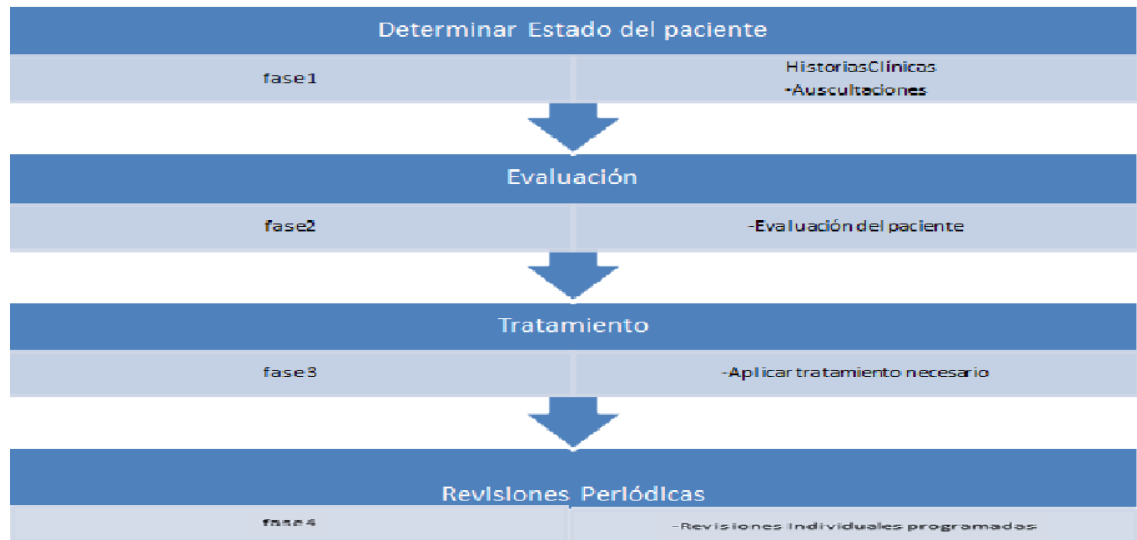 Determinar Estado del paciente
fase1
HistoriasClínicas
-Auscultaciones
Evaluación
fase2
-Evaluación del paciente
Tratamiento
fase3
-Aplicar tratamiento necesario
Revisiones Periódicas
fase4
-Revisiones Individuales programadas